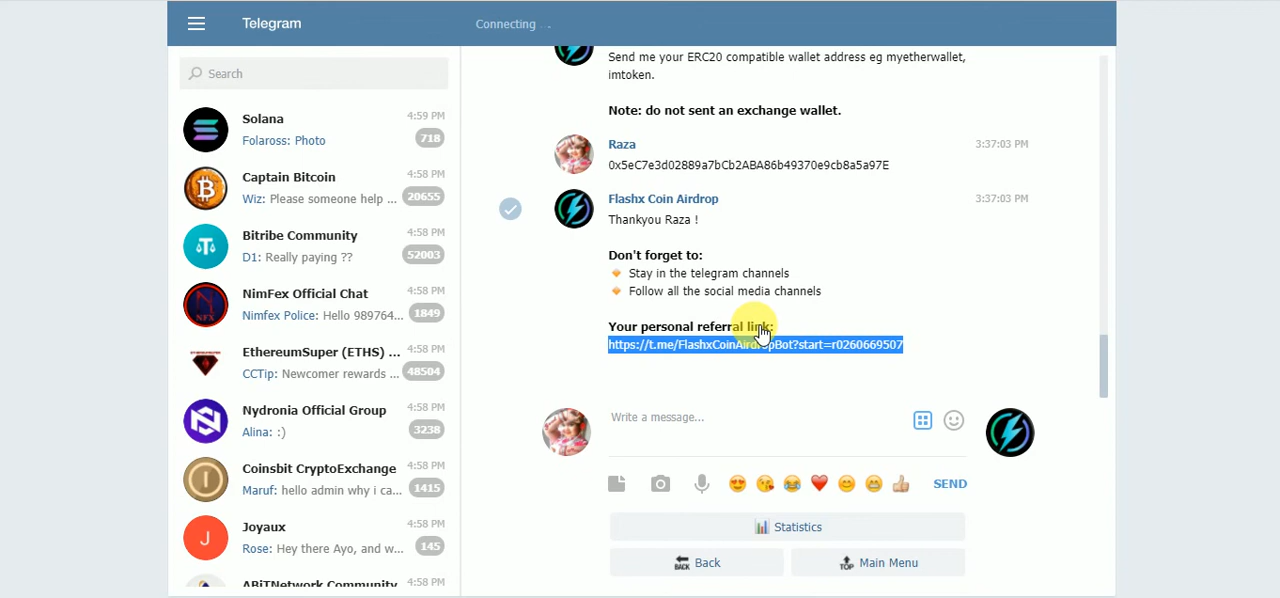 Telegram
Connecting ..
Search
Solana 4:59 PM
Folaross: Photo 718
Captain Bitcoin 4:58 PM
Wiz: Please someone help ... 20655
Bitribe Community 4:58 PM
D1: Really paying ?? 52003
NimFex Official Chat 4:58 PM
Nimfex Police: Hello 989764... 1849
EthereumSuper (ETHS) ... 4:58 PM
CCTip: Newcomer rewards ... 48504
Nydronia Official Group 4:58 PM
Alina: :) 3238
Coinsbit CryptoExchange 4:58 PM
Maruf: hello admin why i ca... 1415
Joyaux 4:58 PM
Rose: Hey there Ayo, and w... 145
ABiTNetwork Community 4:58 PM
Send me your ERC20 compatible wallet address eg myetherwallet,
imtoken.
Note: do not sent an exchange wallet.
Raza 3:37:03 PM
0x5eC7e3d02889a7bCb2ABA86b49370e9cb8a5a97E
Flashx Coin Airdrop 3:37:03 PM
Thankyou Raza !
Don't forget to:
Stay in the telegram channels
Follow all the social media channels
Your personal referral link:
https://t.me/FlashxCoinAirdropBot?start=r0260669507
Write a message...
SEND
Statistics
BACK Back
TOP Main Menu